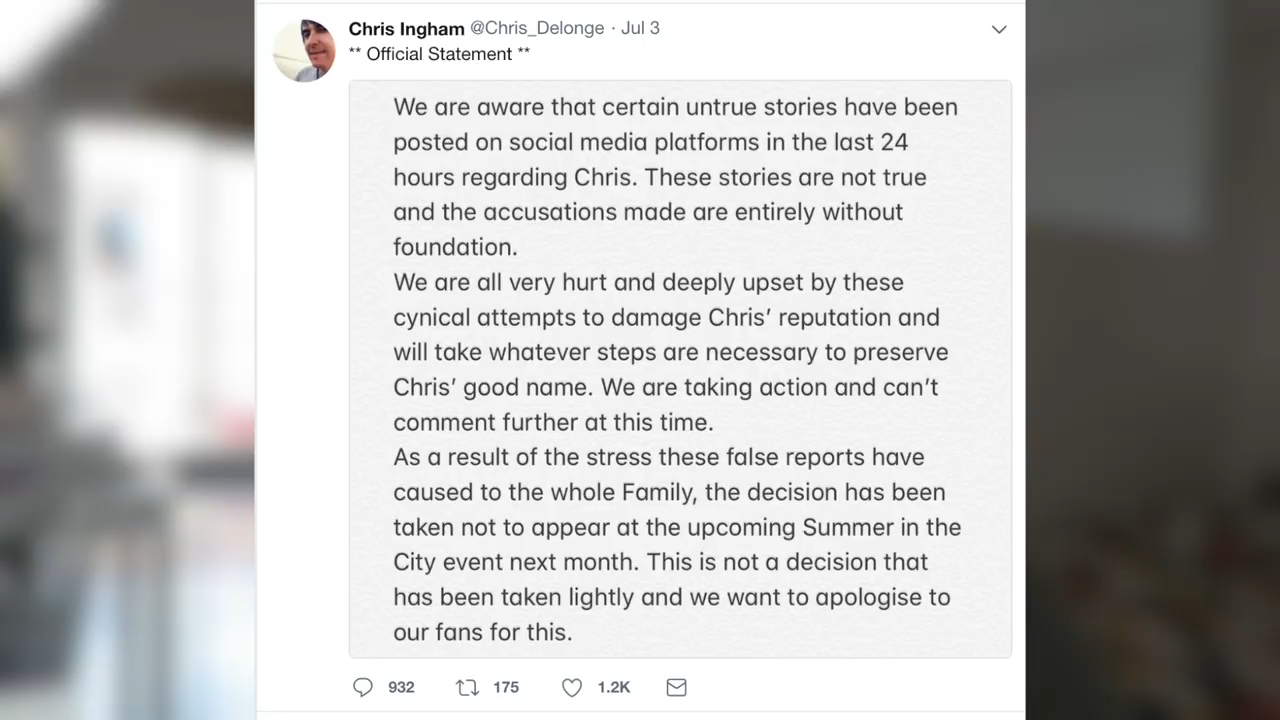 Chris Ingham @Chris_Delonge · Jul 3
** Official Statement **
We are aware that certain untrue stories have been
posted on social media platforms in the last 24
hours regarding Chris. These stories are not true
and the accusations made are entirely without
foundation.
We are all very hurt and deeply upset by these
cynical attempts to damage Chris’ reputation and
will take whatever steps are necessary to preserve
Chris’ good name. We are taking action and can’t
comment further at this time.
As a result of the stress these false reports have
caused to the whole Family, the decision has been
taken not to appear at the upcoming Summer in the
City event next month. This is not a decision that
has been taken lightly and we want to apologise to
our fans for this.
932 175 1.2K